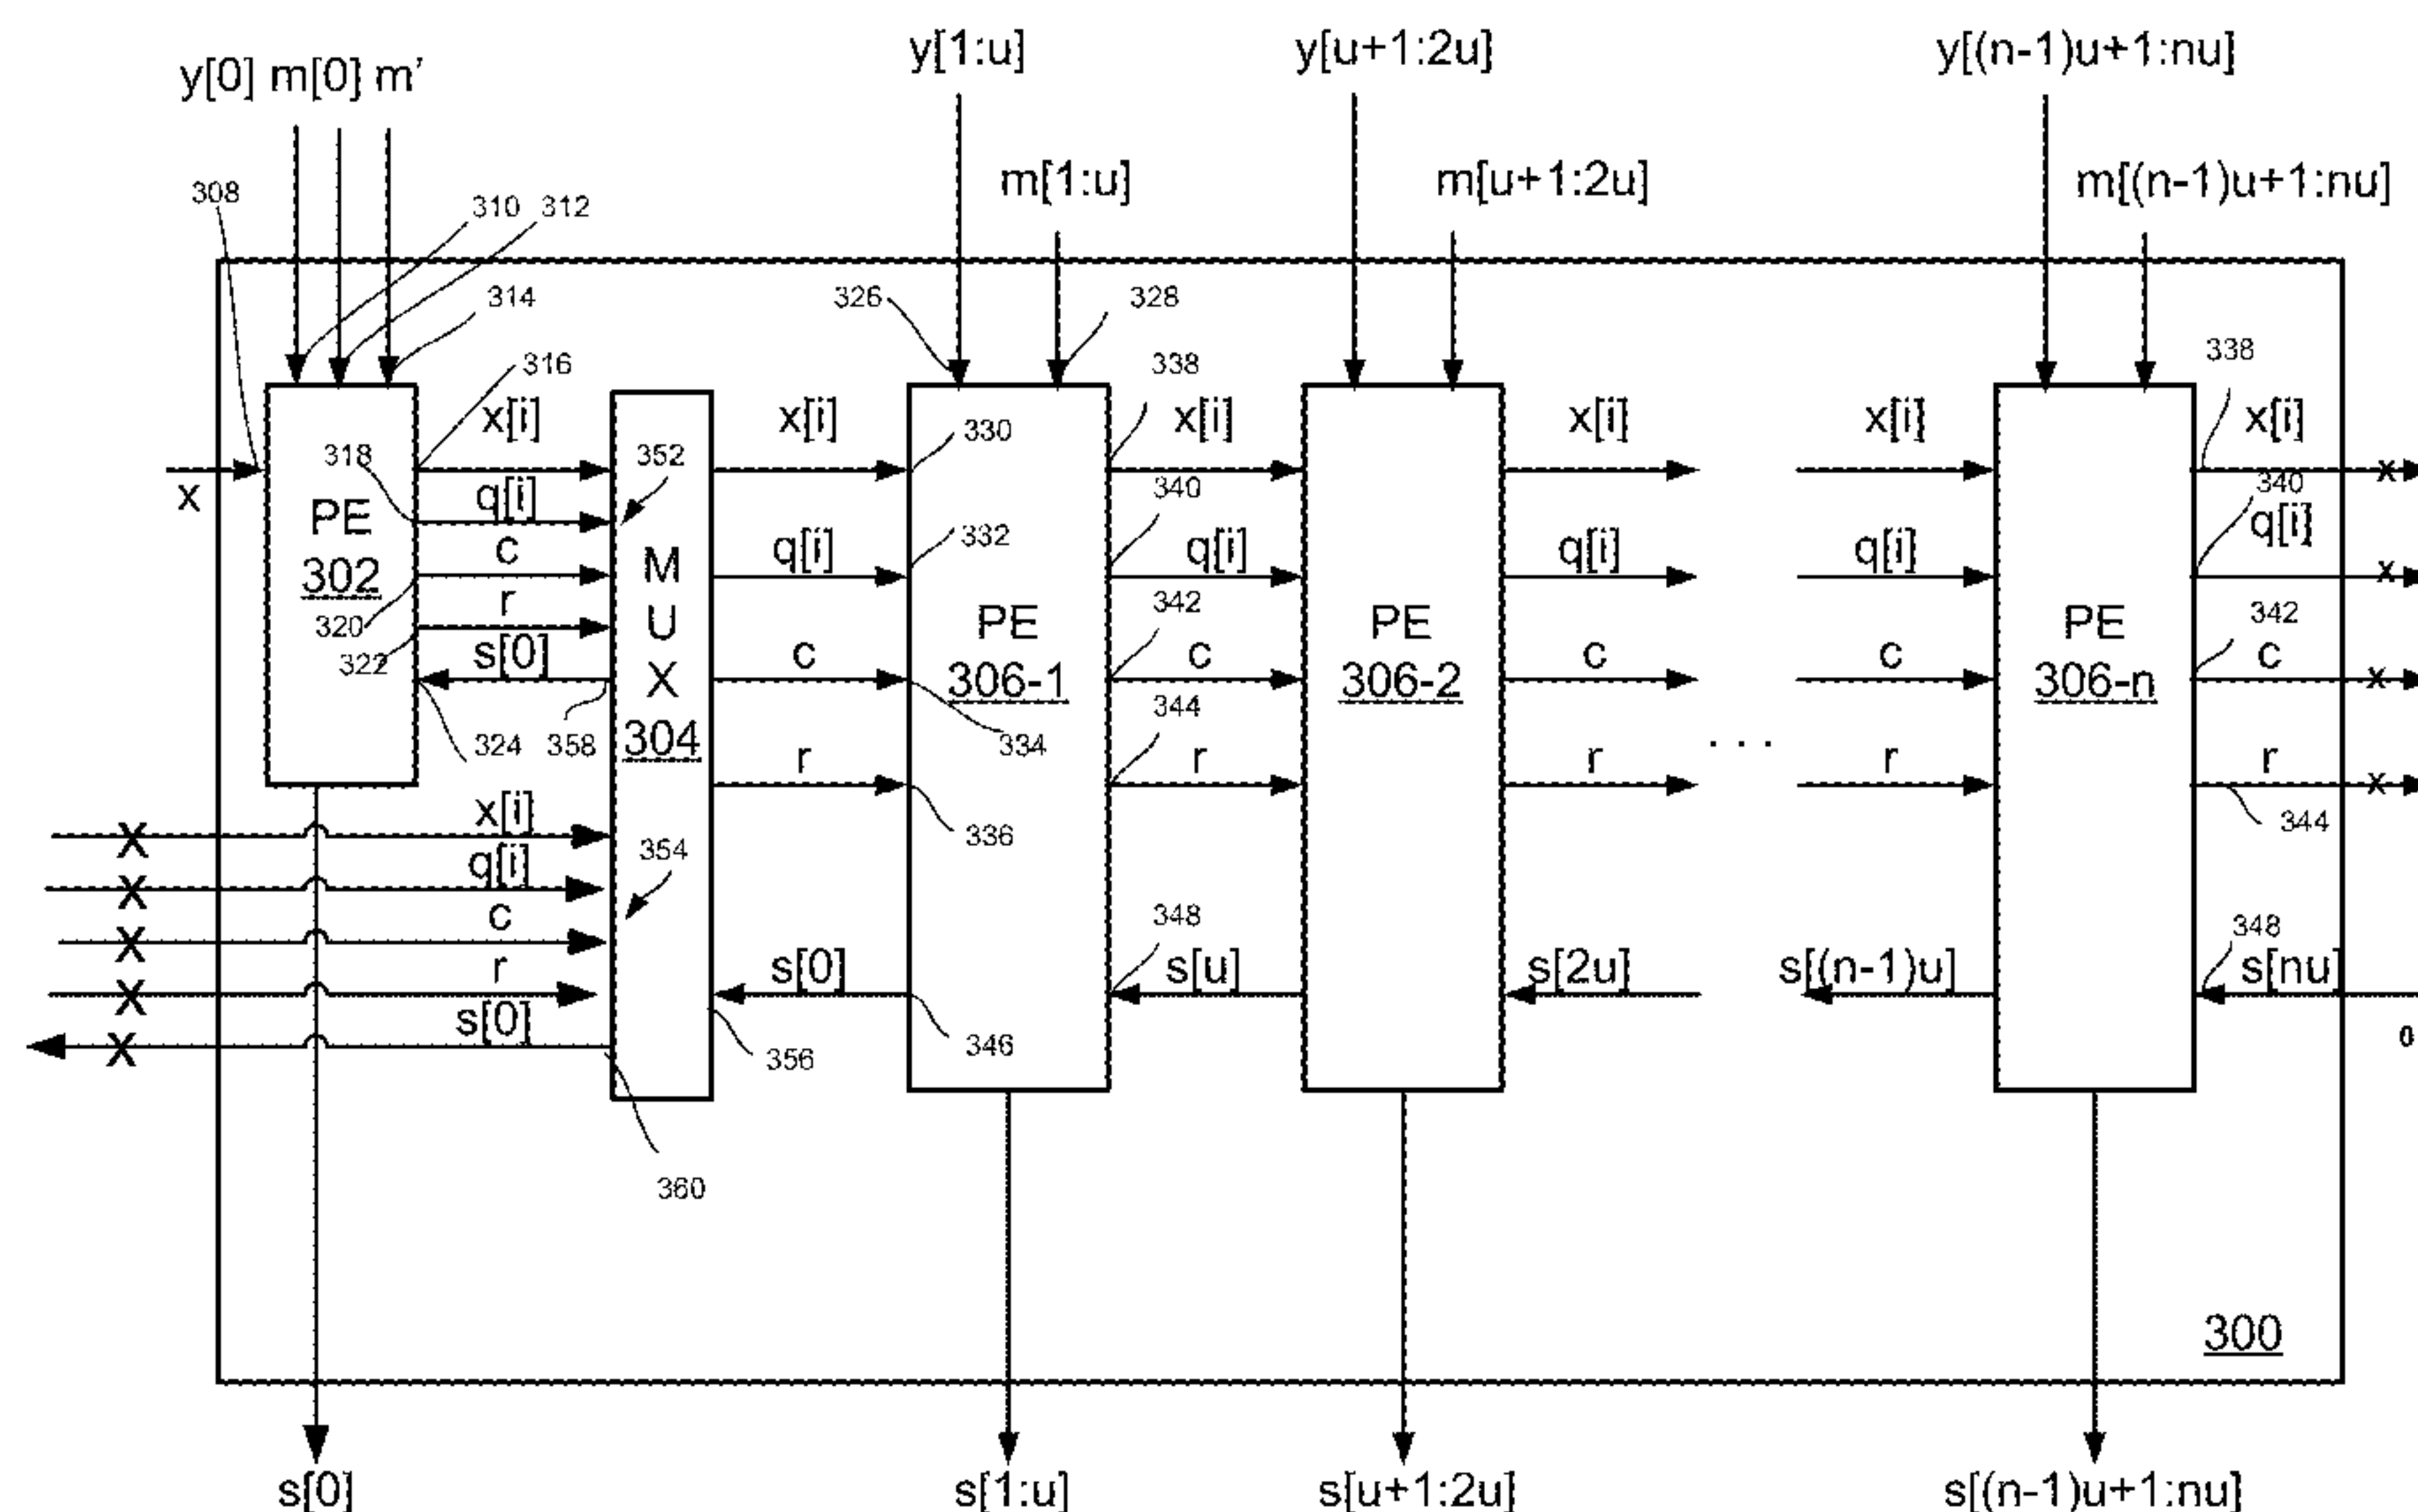 y[1:u] y[u+1:2u] y[(n-1)u+1:nu]
y[0] m[0] m'
m[1:u] m[u+1:2u] m[(n-1)u+1:nu]
308 310 312
314 326 328
316 338 338
x[i] x[i] x[i] x[i] x[i] x[i]
318 352 330
x q[i] 340 340
PE 332 q[i]
302 c M q[i] q[i] q[i] q[i]
320 r U PE 342 PE PE 342
322 s[0] X c 306-1 c 306-2 c c 306-n c
324 358 304 334 344
r r r . . . r r
x[i] 336 344
X q[i] 354
X c 348 348
X r s[0] s[u] s[2u] s[(n-1)u] s[nu]
X s[0] 346 0
X 356
x
x
x
x
360
300
s[0] s[1:u] s[u+1:2u] s[(n-1)u+1:nu]